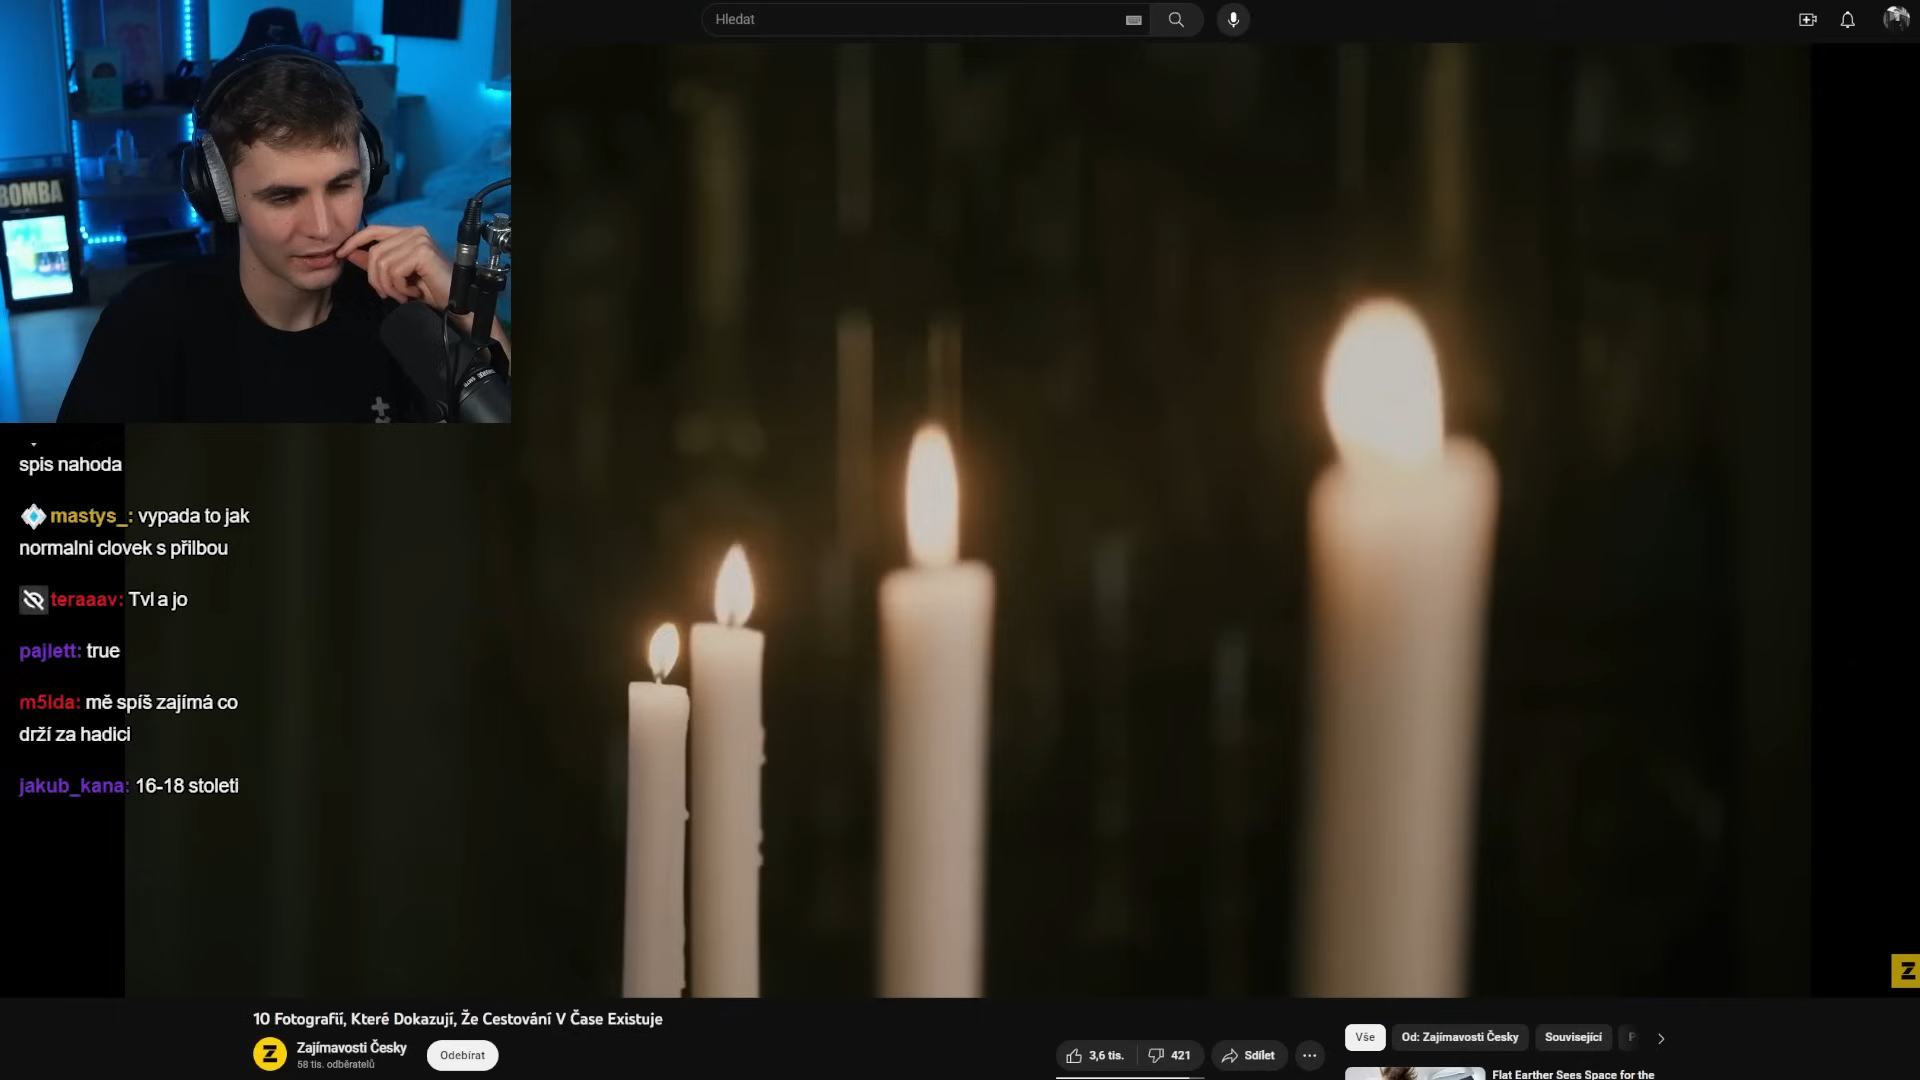 Hledat
BOMBA
spis nahoda
mastys_: vypada to jak
normalni clovek s přilbou
teraaav: Tvl a jo
pajlett: true
m5lda: mě spíš zajímá co
drží za hadici
jakub_kana: 16-18 stoleti
Z
10 Fotografií, Které Dokazují, Že Cestování V Čase Existuje
Z
Zajímavosti Česky
58 tis. odběratelů
Odebírat
3,6 tis.
421
Sdílet
Vše
Od: Zajímavosti Česky
Související
Flat Earther Sees Space for the